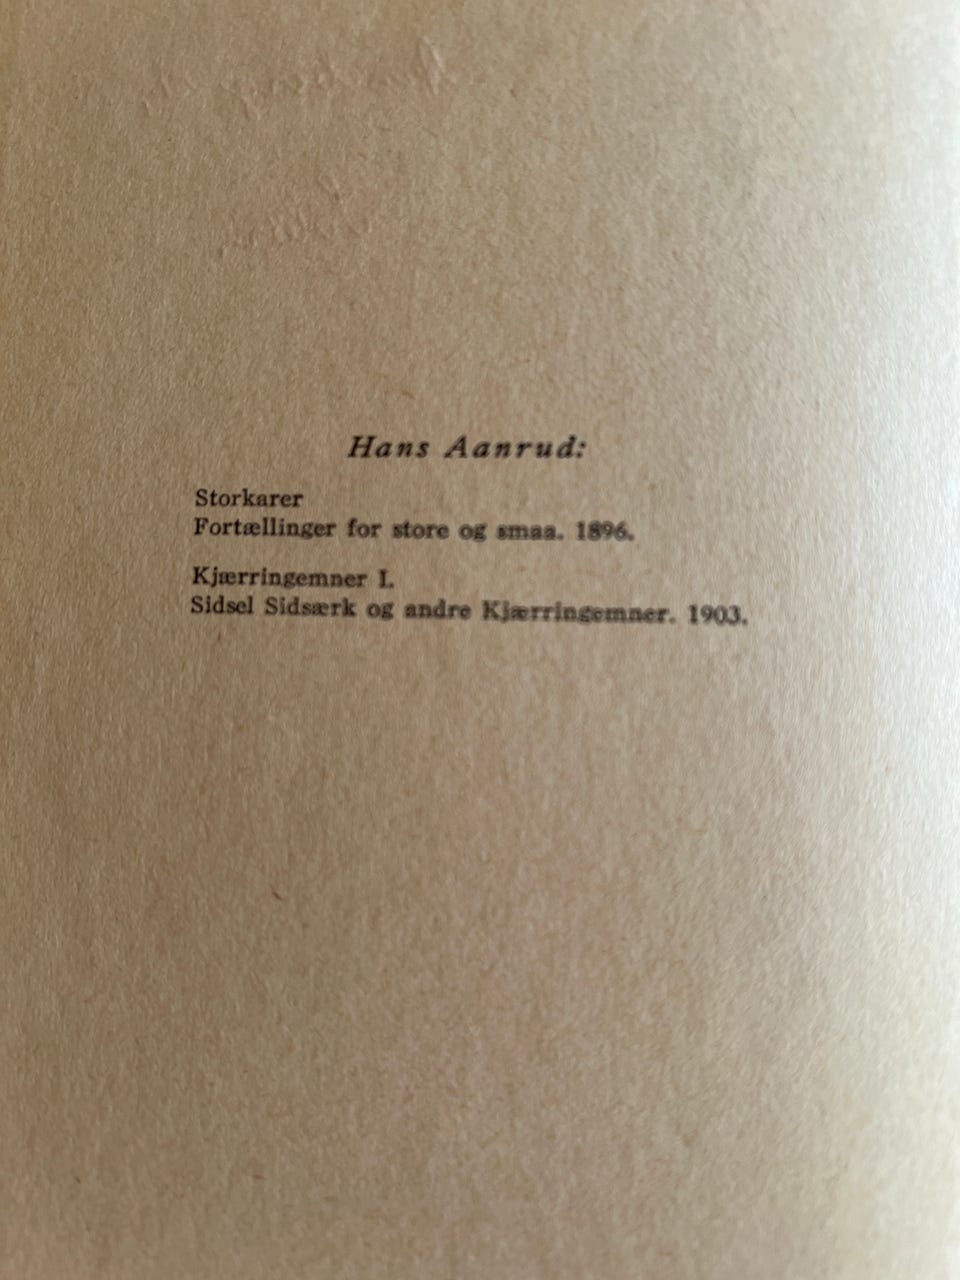 Hans Aanrud:
Storkarer
Fortællinger for store og smaa. 1896.
Kjærringemner I.
Sidsel Sidsærk og andre Kjærringemner. 1903.